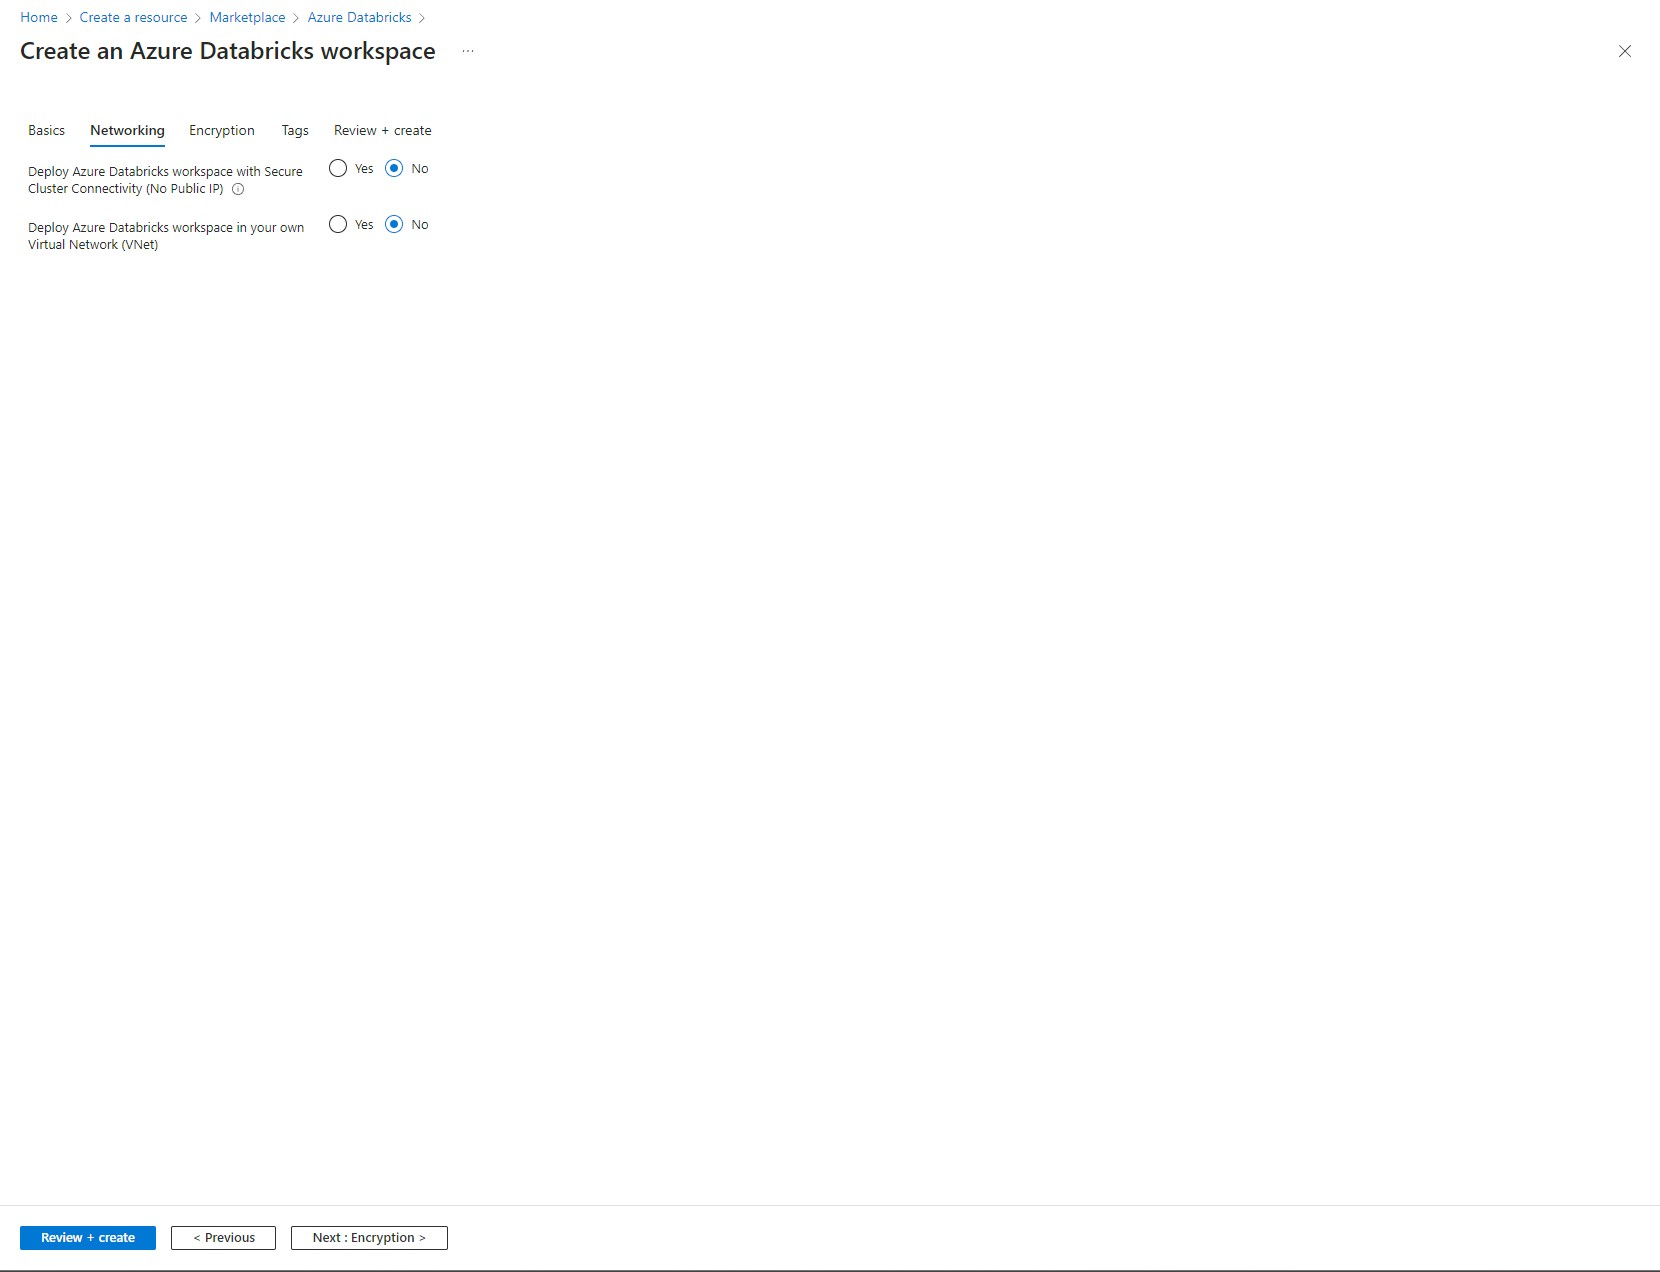 Home > Create a resource > Marketplace > Azure Databricks >
Create an Azure Databricks workspace ...
Basics Networking Encryption Tags Review + create
Deploy Azure Databricks workspace with Secure Yes No
Cluster Connectivity (No Public IP)
Deploy Azure Databricks workspace in your own Yes No
Virtual Network (VNet)
Review + create < Previous Next : Encryption >